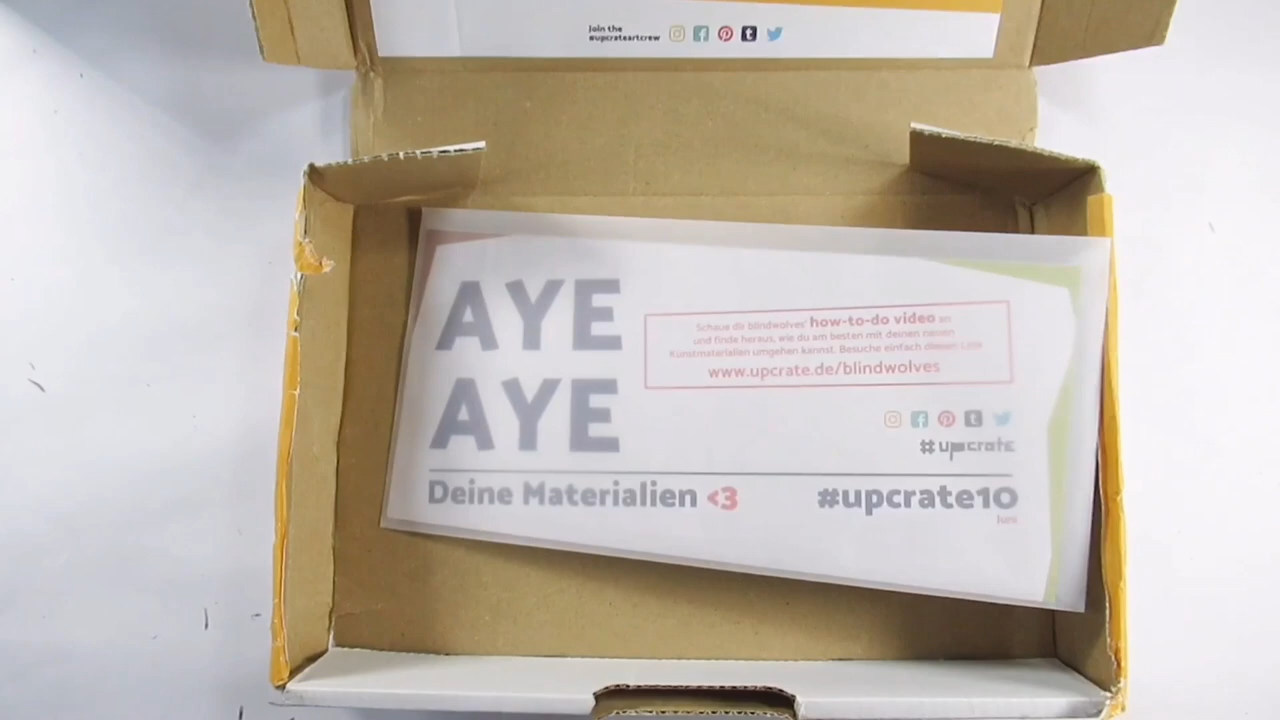 Join the
#upcrateartcrew
AYE
AYE
Schaue dir blindwolves' how-to-do video an
und finde heraus, wie du am besten mit deinen neuen
Kunstmaterialien umgehen kannst. Besuche einfach diesen Link
www.upcrate.de/blindwolves
#upcrate
Deine Materialien <3
#upcrate10
Juni